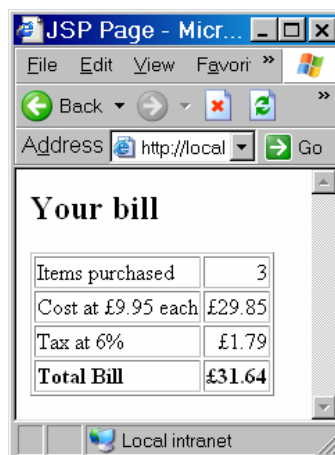 JSP Page - Micr...
File Edit View Favori »
Back »
Address http://local Go
Your bill
Items purchased 3
Cost at £9.95 each £29.85
Tax at 6% £1.79
Total Bill £31.64
Local intranet